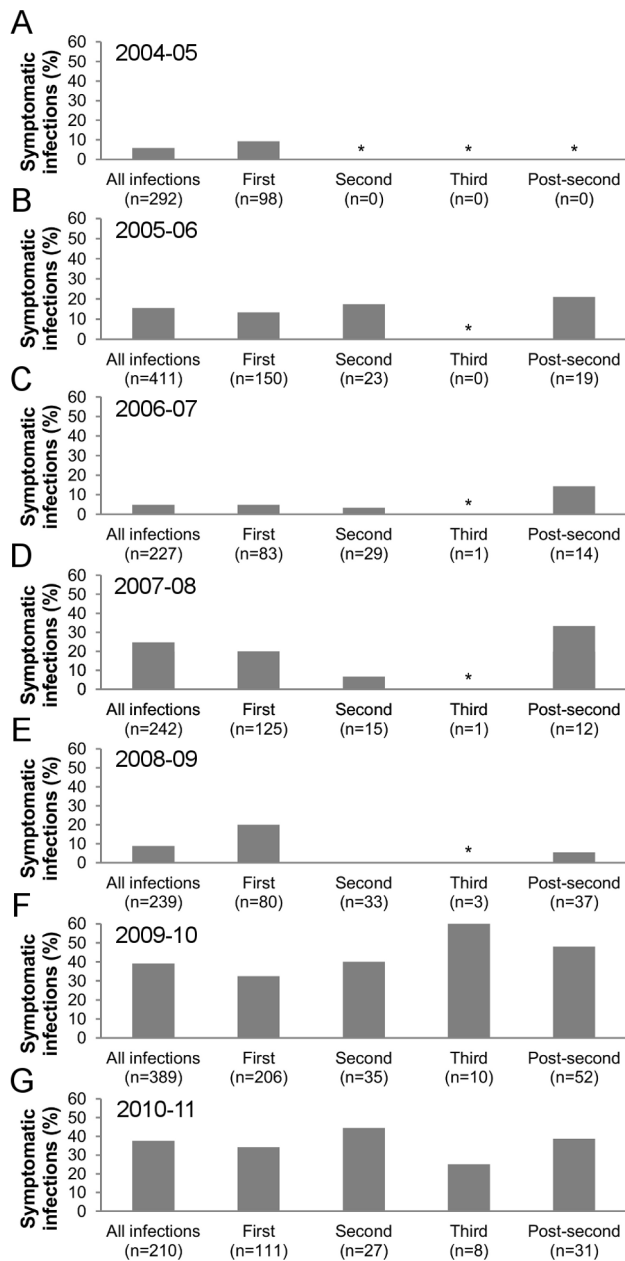 A
2004-05
Symptomatic
infections (%)
60
50
40
30
20
10
0
* * *
All infections First Second Third Post-second
(n=292) (n=98) (n=0) (n=0) (n=0)
B
2005-06
Symptomatic
infections (%)
60
50
40
30
20
10
0
*
All infections First Second Third Post-second
(n=411) (n=150) (n=23) (n=0) (n=19)
C
2006-07
Symptomatic
infections (%)
60
50
40
30
20
10
0
*
All infections First Second Third Post-second
(n=227) (n=83) (n=29) (n=1) (n=14)
D
2007-08
Symptomatic
infections (%)
60
50
40
30
20
10
0
*
All infections First Second Third Post-second
(n=242) (n=125) (n=15) (n=1) (n=12)
E
2008-09
Symptomatic
infections (%)
60
50
40
30
20
10
0
*
All infections First Second Third Post-second
(n=239) (n=80) (n=33) (n=3) (n=37)
F
2009-10
Symptomatic
infections (%)
60
50
40
30
20
10
0
All infections First Second Third Post-second
(n=389) (n=206) (n=35) (n=10) (n=52)
G
2010-11
Symptomatic
infections (%)
60
50
40
30
20
10
0
All infections First Second Third Post-second
(n=210) (n=111) (n=27) (n=8) (n=31)